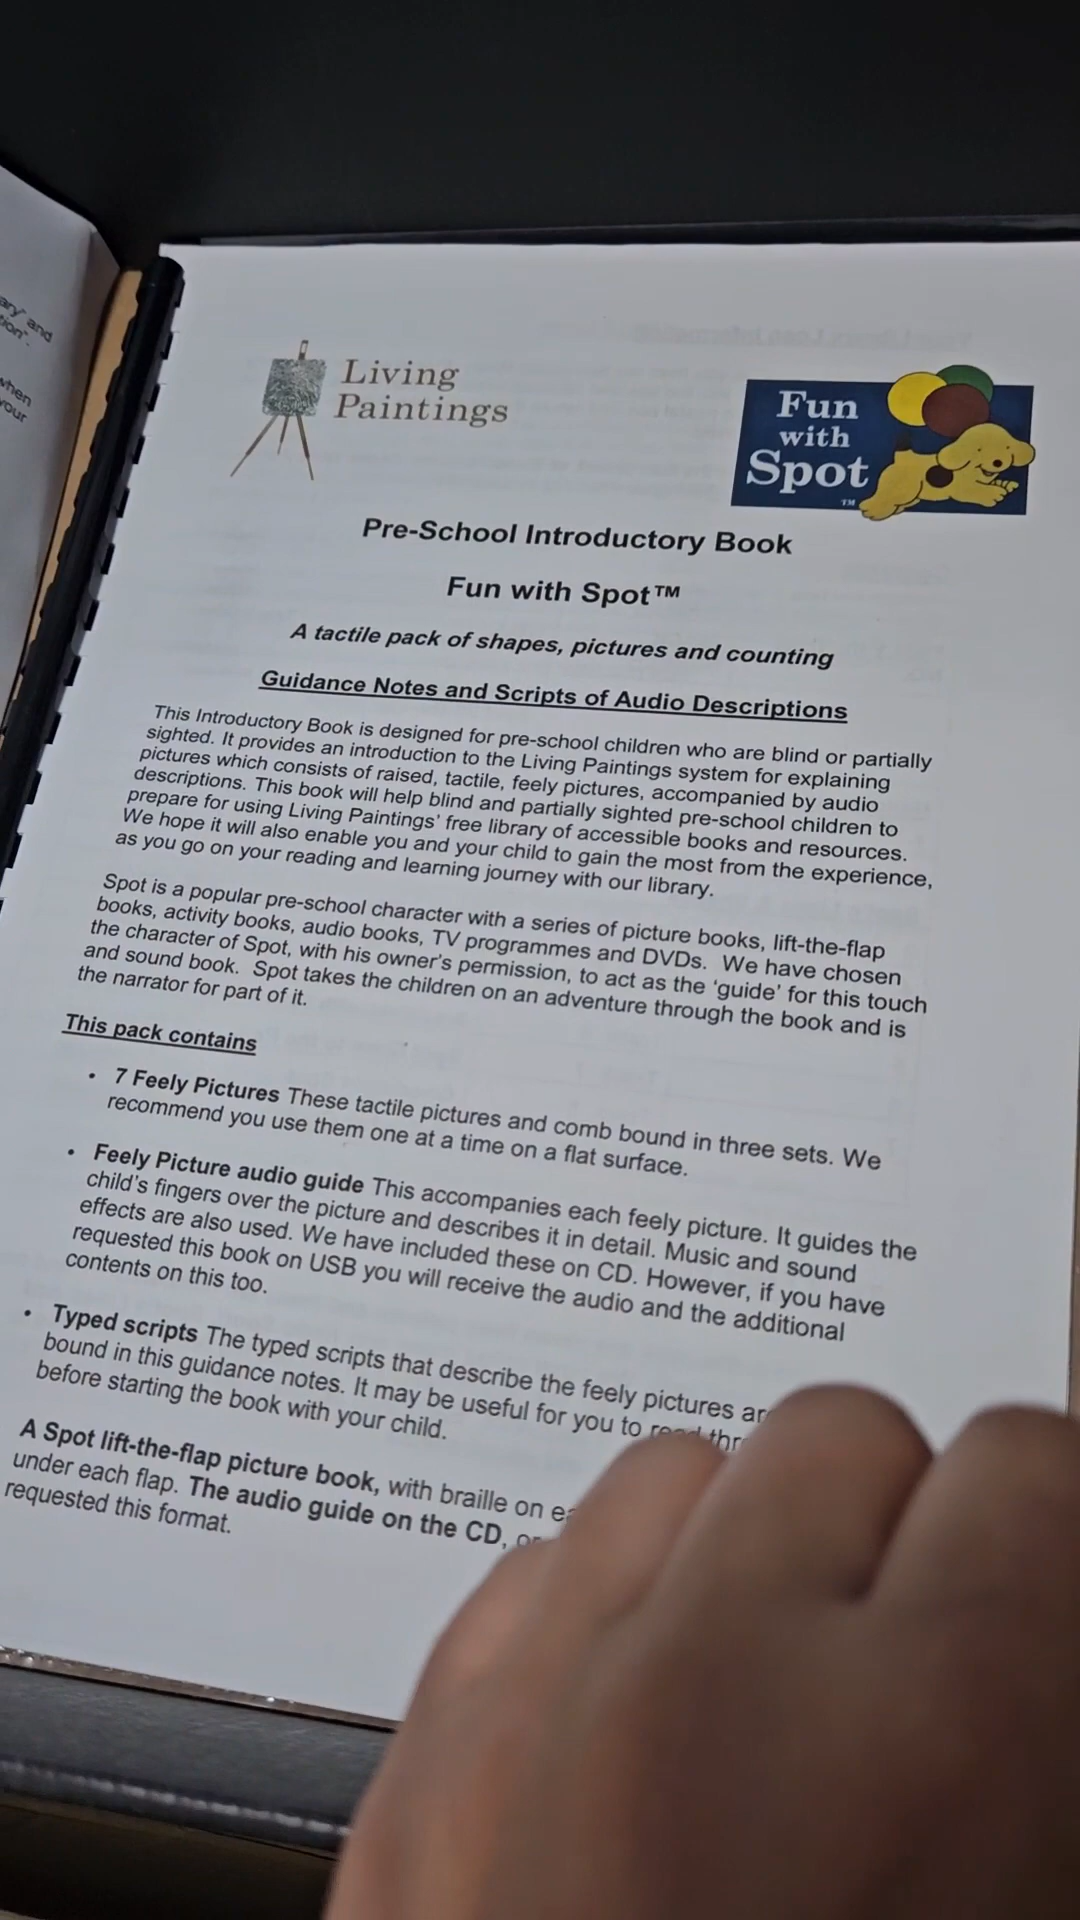 ary" and
tion".
when
your
Living
Paintings
Fun
with
Spot
TM
Pre-School Introductory Book
Fun with Spot™
A tactile pack of shapes, pictures and counting
Guidance Notes and Scripts of Audio Descriptions
This Introductory Book is designed for pre-school children who are blind or partially
sighted. It provides an introduction to the Living Paintings system for explaining
pictures which consists of raised, tactile, feely pictures, accompanied by audio
descriptions. This book will help blind and partially sighted pre-school children to
prepare for using Living Paintings’ free library of accessible books and resources.
We hope it will also enable you and your child to gain the most from the experience,
as you go on your reading and learning journey with our library.
Spot is a popular pre-school character with a series of picture books, lift-the-flap
books, activity books, audio books, TV programmes and DVDs. We have chosen
the character of Spot, with his owner’s permission, to act as the ‘guide’ for this touch
and sound book. Spot takes the children on an adventure through the book and is
the narrator for part of it.
This pack contains
• 7 Feely Pictures These tactile pictures and comb bound in three sets. We
recommend you use them one at a time on a flat surface.
• Feely Picture audio guide This accompanies each feely picture. It guides the
child’s fingers over the picture and describes it in detail. Music and sound
effects are also used. We have included these on CD. However, if you have
requested this book on USB you will receive the audio and the additional
contents on this too.
• Typed scripts The typed scripts that describe the feely pictures
bound in this guidance notes. It may be useful for you to
before starting the book with your child.
A Spot lift-the-flap picture book, with braille on
under each flap. The audio guide on the CD,
requested this format.